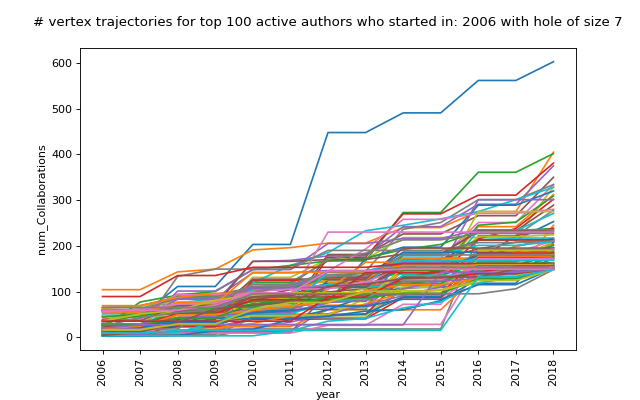 # vertex trajectories for top 100 active authors who started in: 2006 with hole of size 7
600
500
400
300
200
100
0
num_Collaborations
2006 2007 2008 2009 2010 2011 2012 2013 2014 2015 2016 2017 2018
year